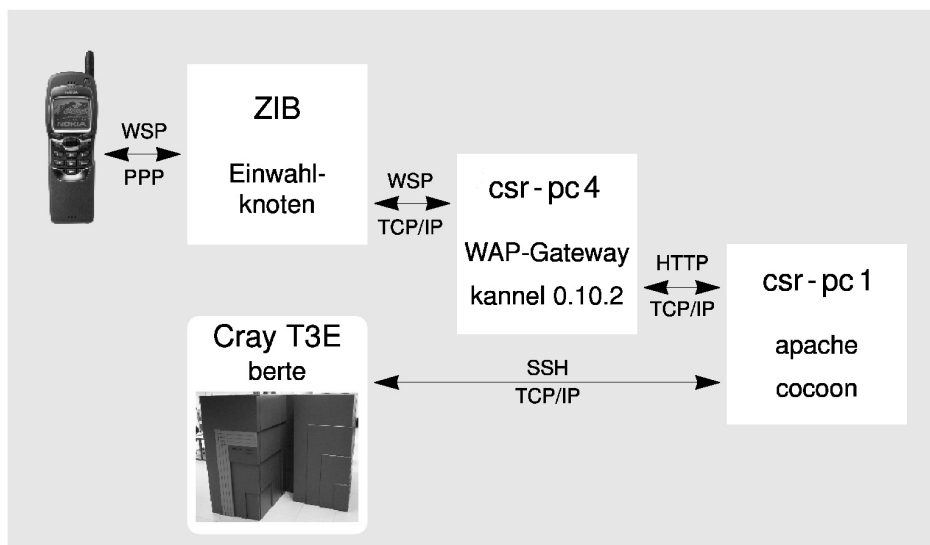 ZIB
Einwahl-
knoten
WSP
PPP
NOKIA
WSP
TCP/IP
csr-pc4
WAP-Gateway
kannel 0.10.2
HTTP
TCP/IP
csr-pc1
apache
cocoon
Cray T3E
berte
SSH
TCP/IP